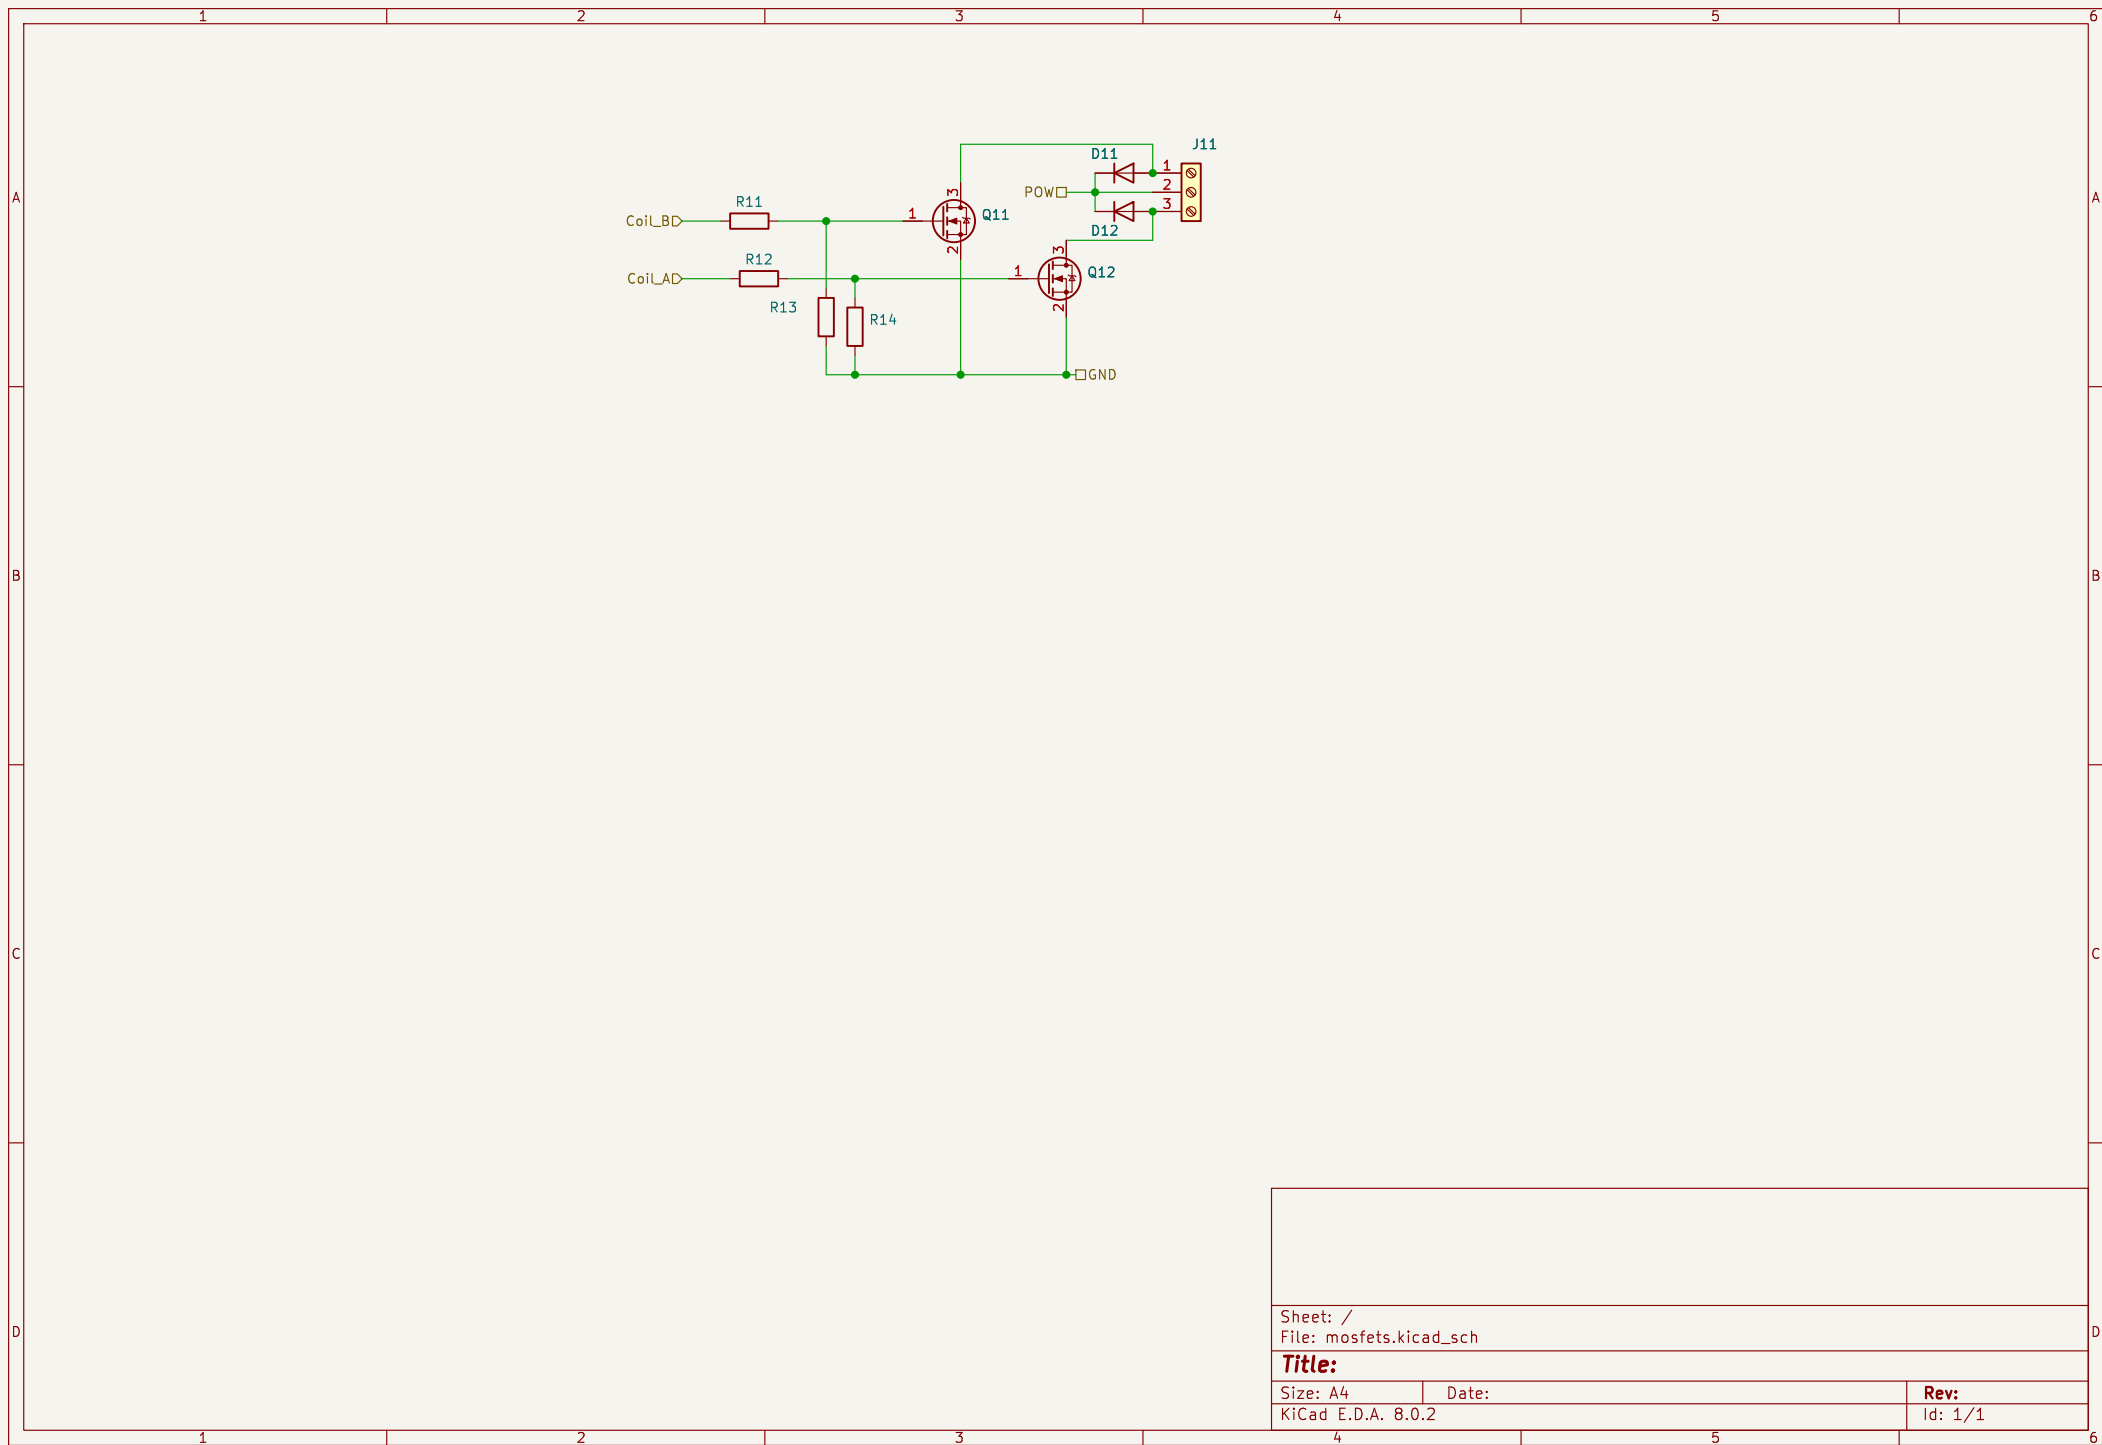 1 2 3 4 5 6
J11
D11
1
A
POW
2
3
A
R11
Coil_B
1
3
Q11
2
3
D12
R12
Coil_A
1
3
Q12
2
R13
R14
GND
B
B
C
C
Sheet: /
File: mosfets.kicad_sch
D
D
Title:
Size: A4
Date:
Rev:
KiCad E.D.A. 8.0.2
Id: 1/1
1 2 3 4 5 6